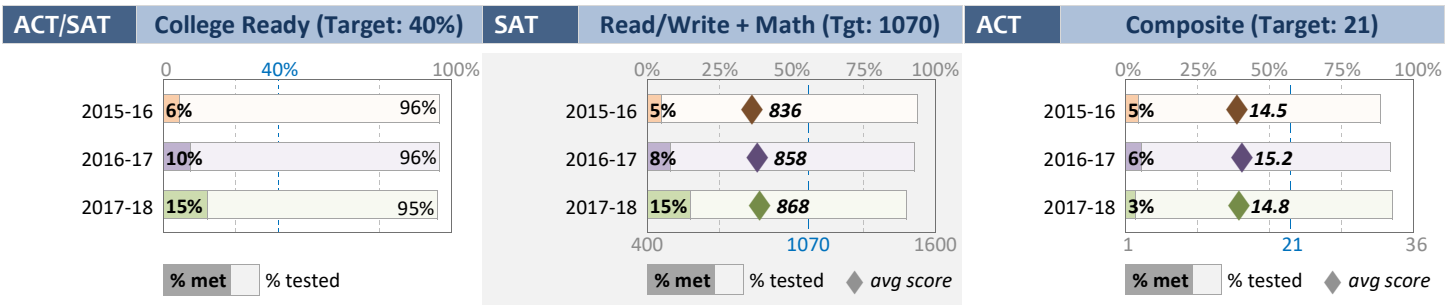 ACT/SAT College Ready (Target: 40%)
0 40% 100%
2015-16 6% 96%
2016-17 10% 96%
2017-18 15% 95%
% met % tested
SAT Read/Write + Math (Tgt: 1070)
0% 25% 50% 75% 100%
2015-16 5% 836
2016-17 8% 858
2017-18 15% 868
400 1070 1600
% met % tested avg score
ACT Composite (Target: 21)
0% 25% 50% 75% 100%
2015-16 5% 14.5
2016-17 6% 15.2
2017-18 3% 14.8
1 21 36
% met % tested avg score